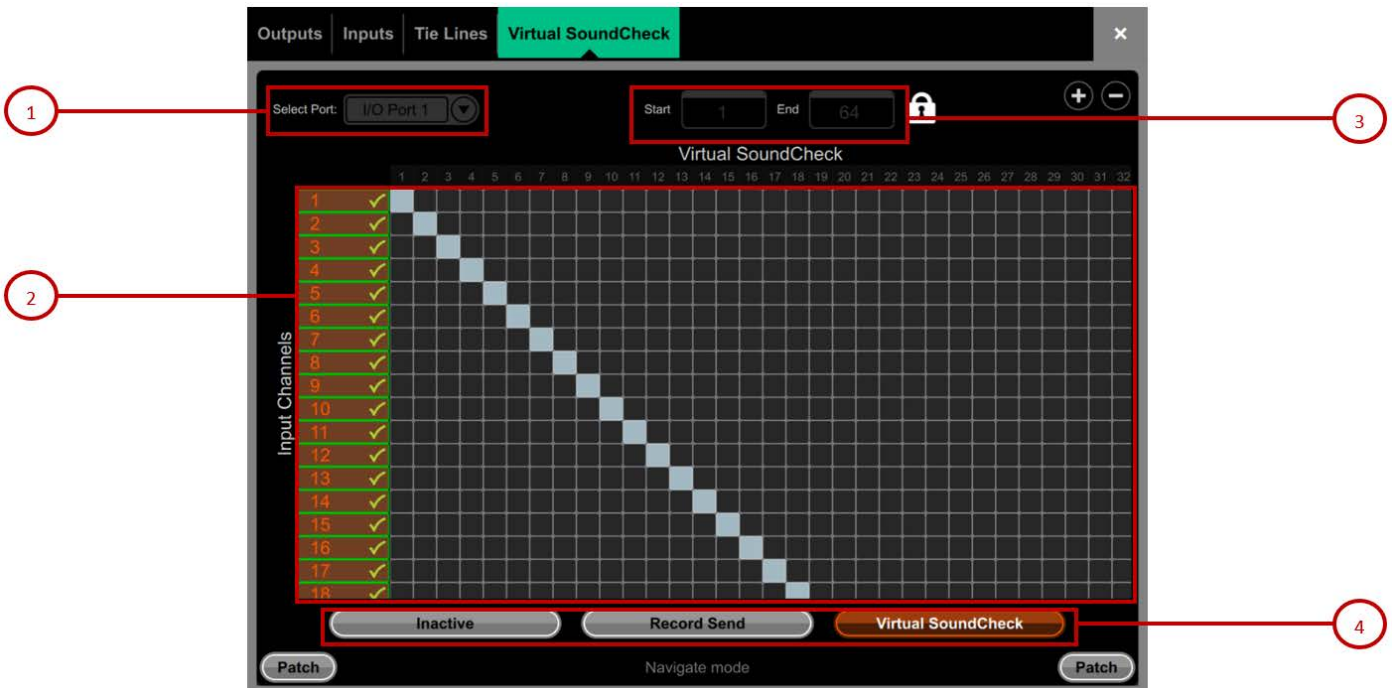 Outputs Inputs Tie Lines Virtual SoundCheck ×
1 Select Port: I/O Port 1 Start 1 End 64 + − 3
Virtual SoundCheck
1 2 3 4 5 6 7 8 9 10 11 12 13 14 15 16 17 18 19 20 21 22 23 24 25 26 27 28 29 30 31 32
Input Channels
1
2
3
4
5
2
6
7
8
9
10
11
12
13
14
15
16
17
18
Inactive Record Send Virtual SoundCheck 4
Patch Navigate mode Patch